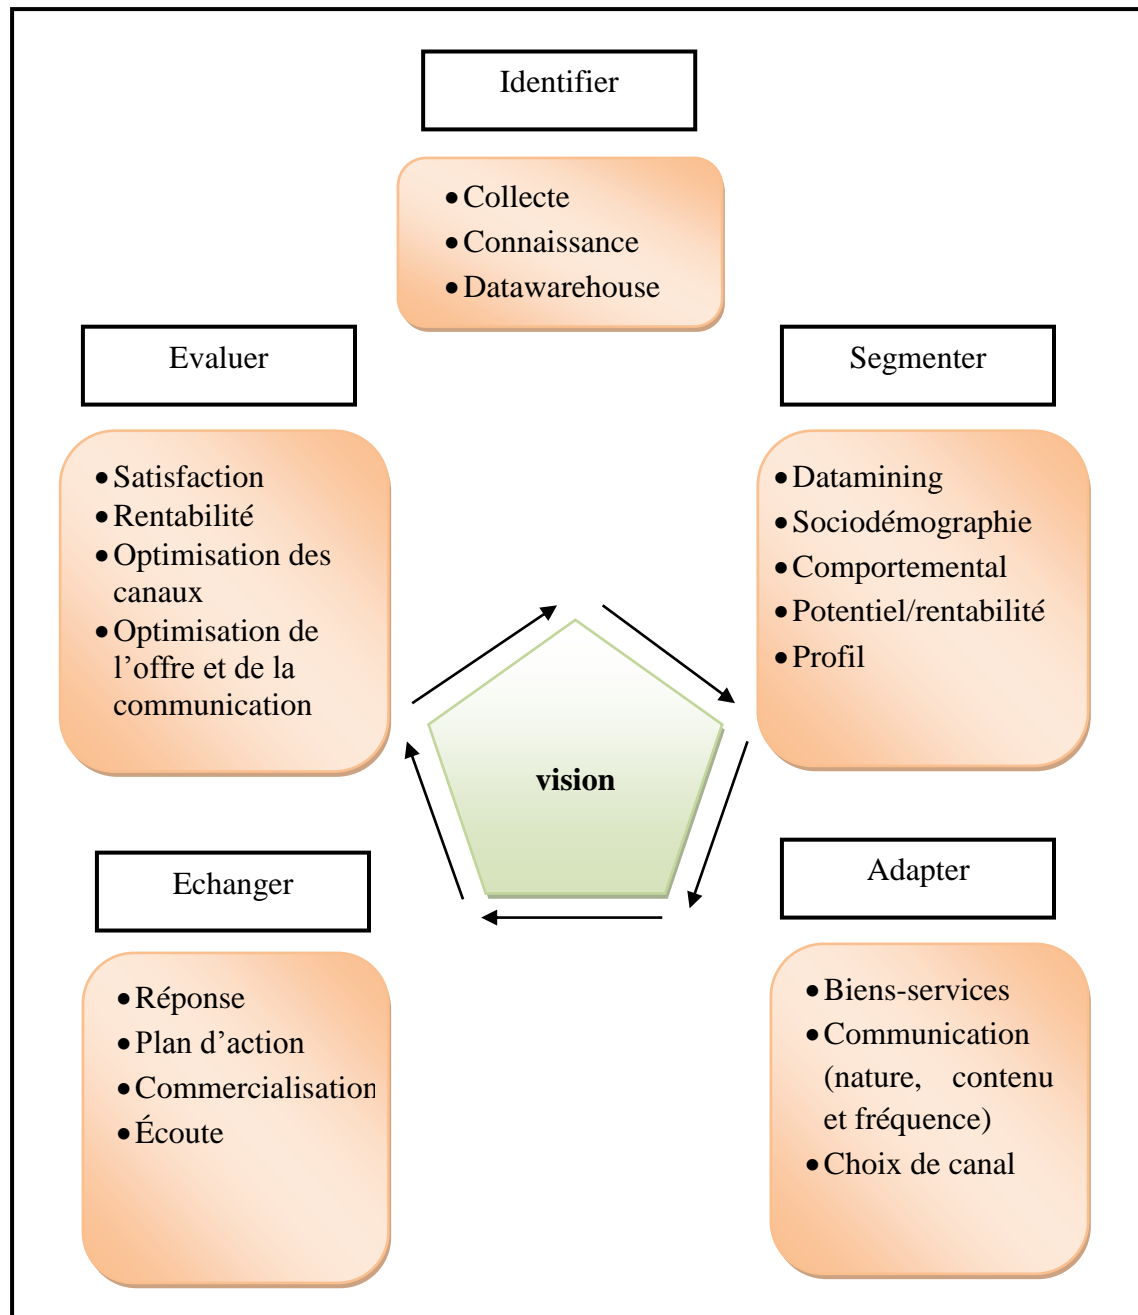 Identifier
• Collecte
• Connaissance
• Datawarehouse
Evaluer
• Satisfaction
• Rentabilité
• Optimisation des
canaux
• Optimisation de
l’offre et de la
communication
Segmenter
• Datamining
• Sociodémographie
• Comportemental
• Potentiel/rentabilité
• Profil
vision
Echanger
• Réponse
• Plan d’action
• Commercialisation
• Écoute
Adapter
• Biens-services
• Communication
(nature, contenu
et fréquence)
• Choix de canal